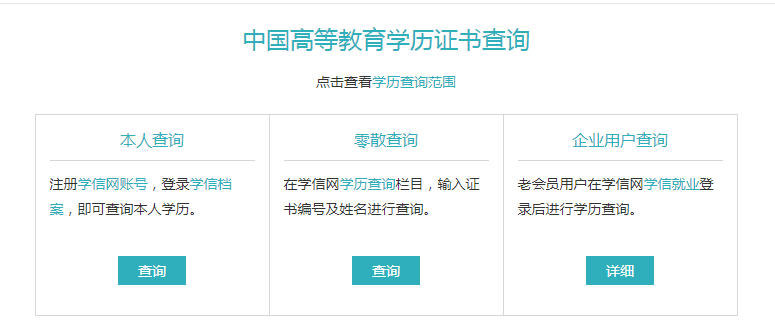 中国高等教育学历证书查询
点击查看学历查询范围
本人查询
注册学信网账号，登录学信档
案，即可查询本人学历。
查询
零散查询
在学信网学历查询栏目，输入证
书编号及姓名进行查询。
查询
企业用户查询
老会员用户在学信网学信就业登
录后进行学历查询。
详细